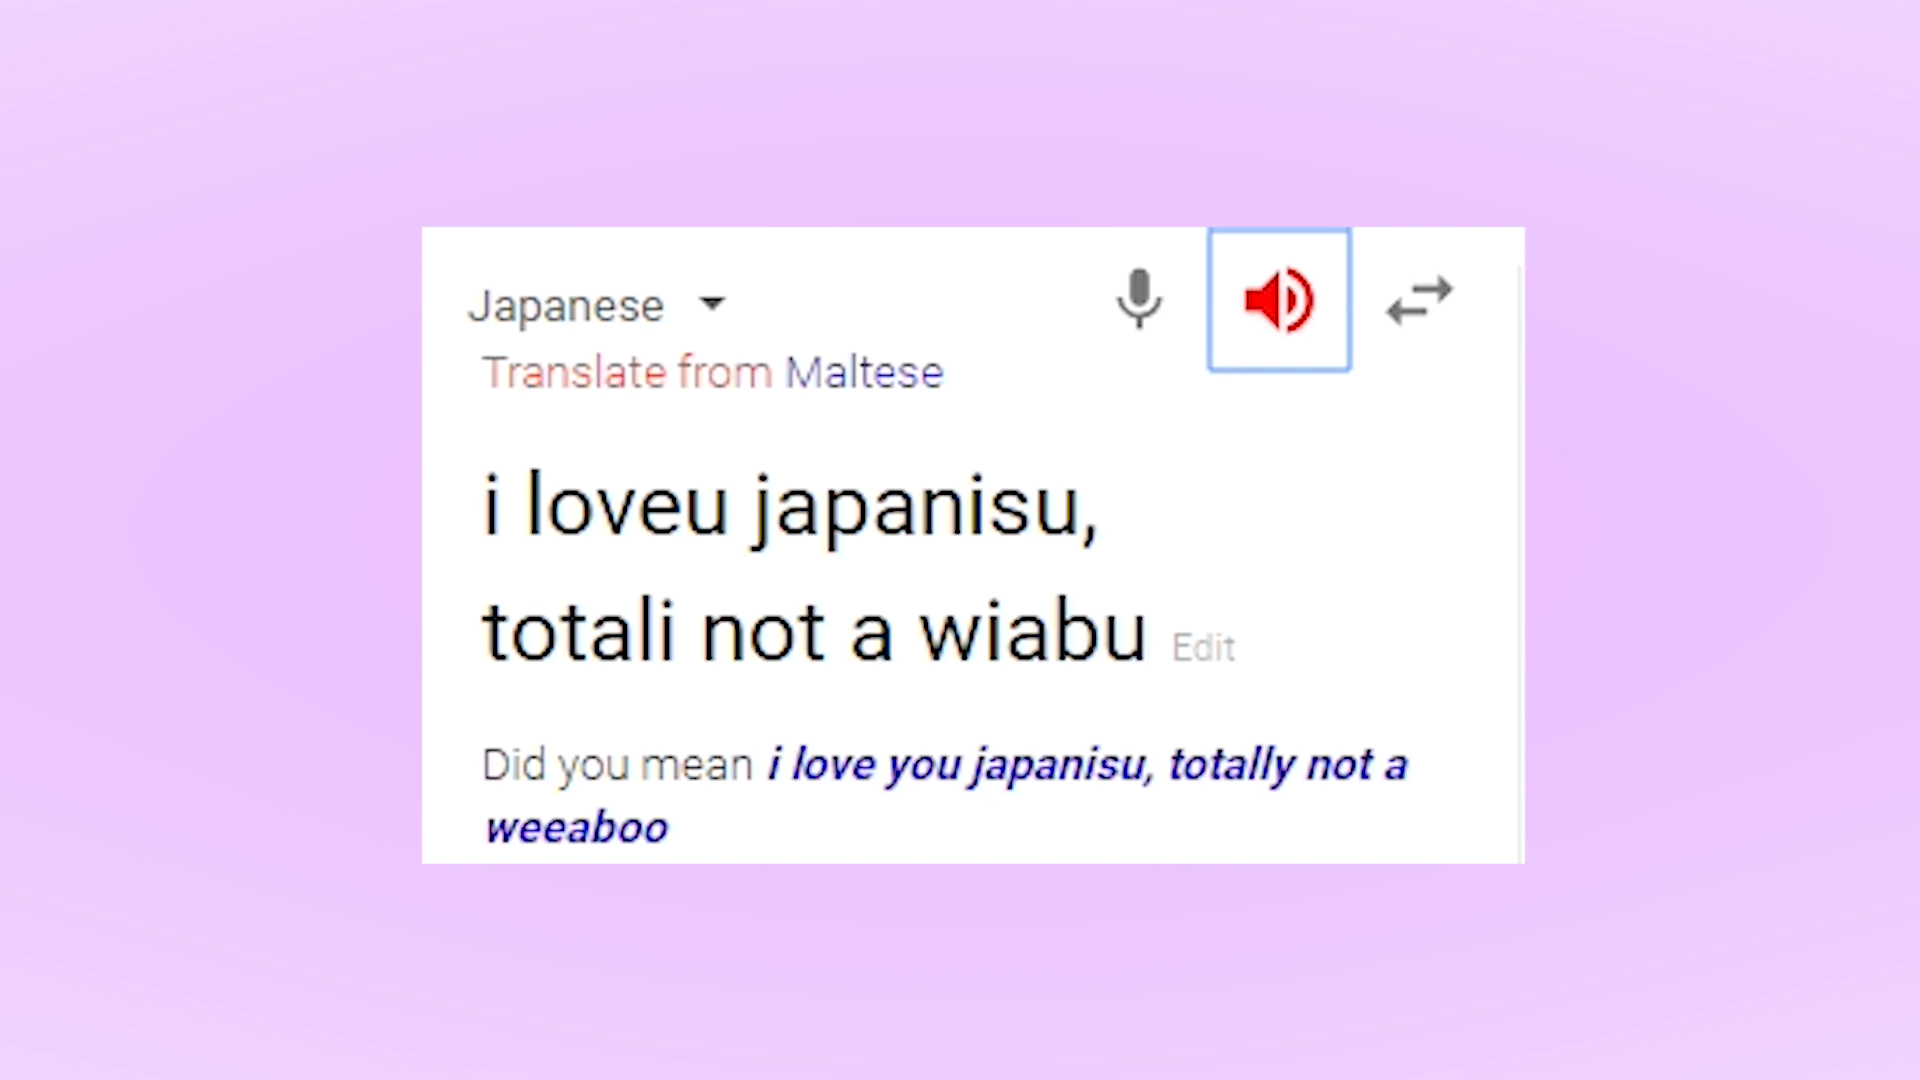 Japanese
Translate from Maltese
i loveu japanisu,
totali not a wiabu Edit
Did you mean i love you japanisu, totally not a
weeaboo